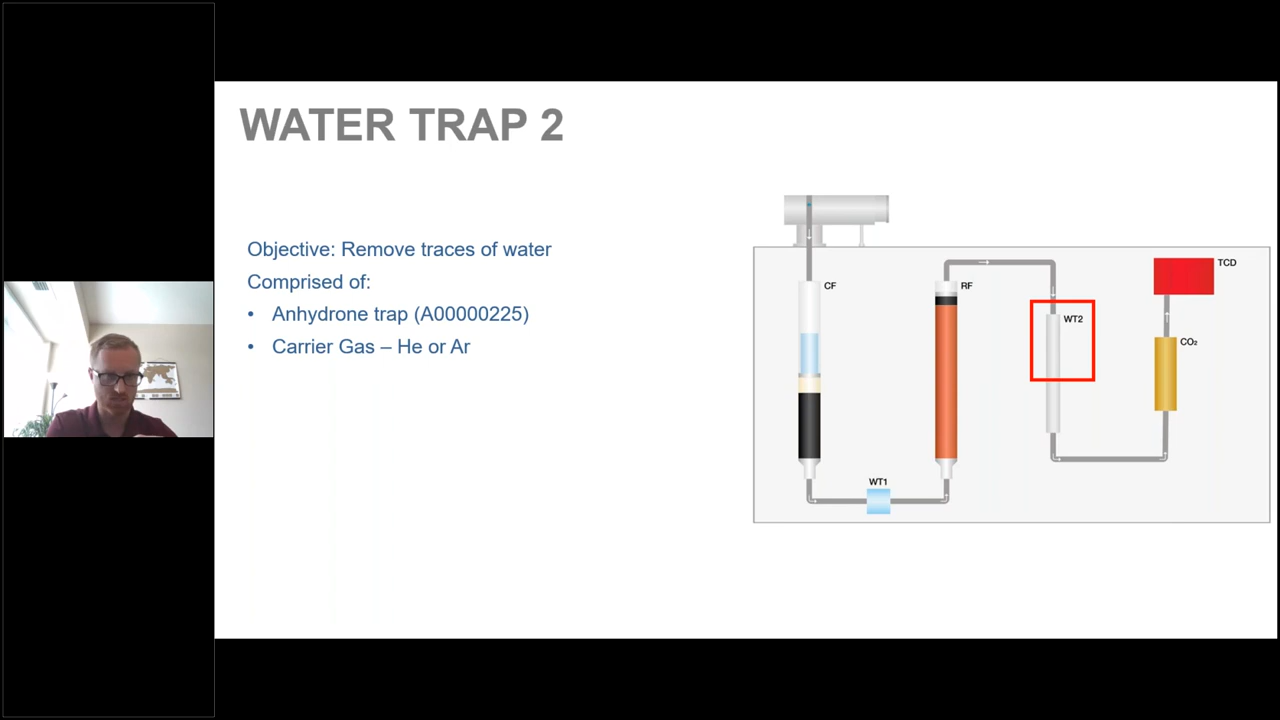 WATER TRAP 2
Objective: Remove traces of water
Comprised of:
• Anhydrone trap (A00000225)
• Carrier Gas – He or Ar
CF
RF
WT2
TCD
CO₂
WT1